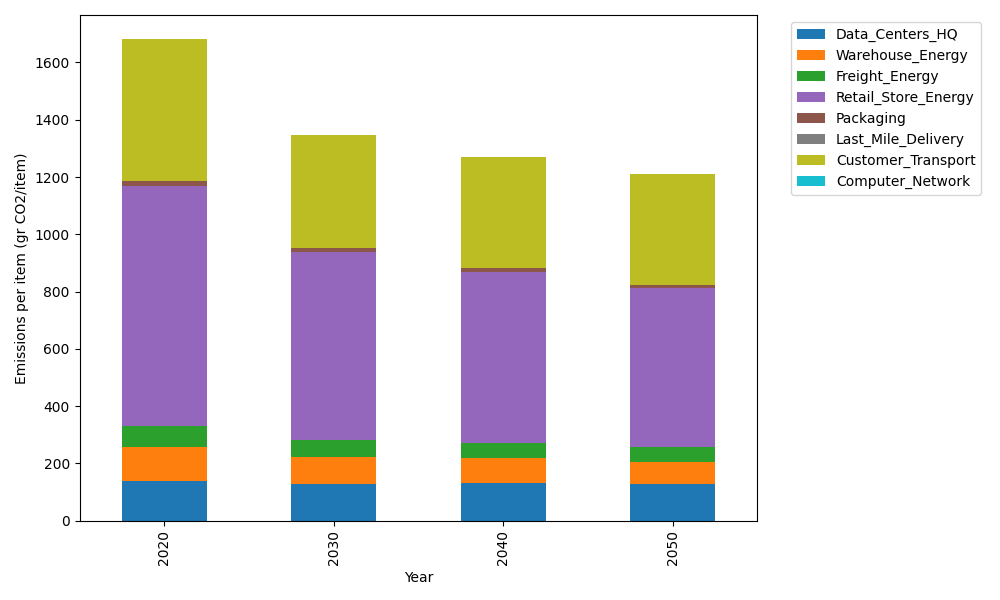 Data_Centers_HQ
Warehouse_Energy
Freight_Energy
Retail_Store_Energy
Packaging
Last_Mile_Delivery
Customer_Transport
Computer_Network
Emissions per item (gr CO2/item)
1600
1400
1200
1000
800
600
400
200
0
2020
2030
2040
2050
Year